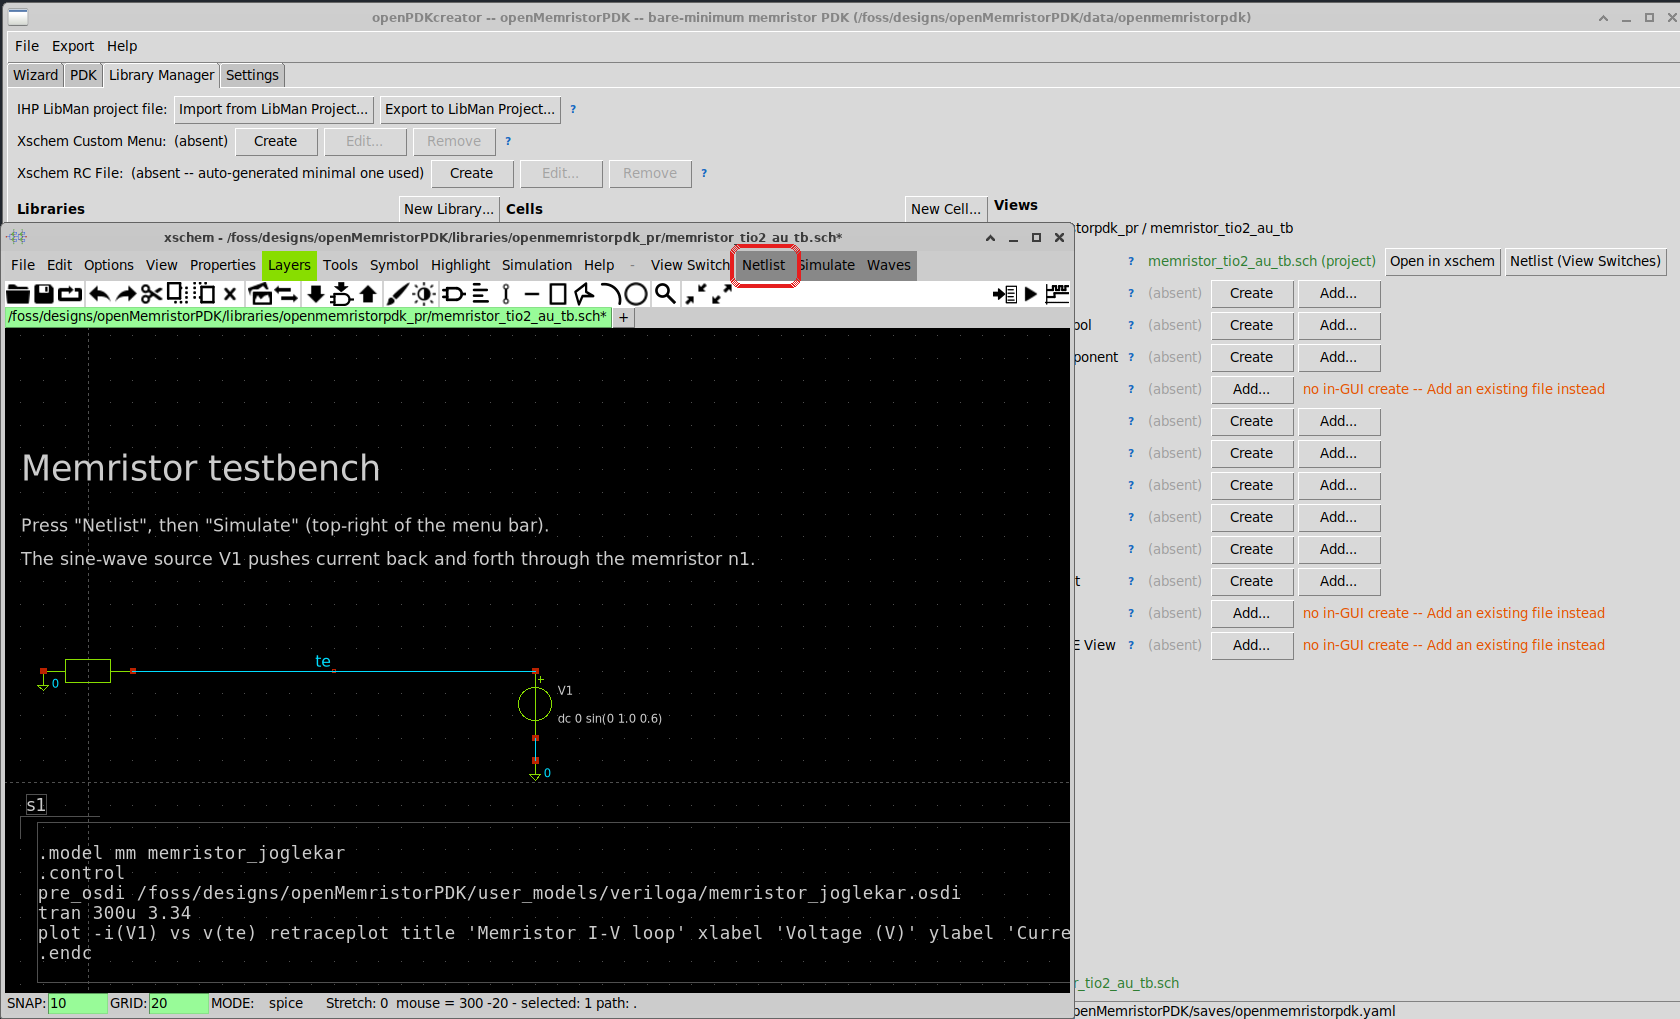 openPDKcreator -- openMemristorPDK -- bare-minimum memristor PDK (/foss/designs/openMemristorPDK/data/openmemristorpdk)
File Export Help
Wizard PDK Library Manager Settings
IHP LibMan project file: Import from LibMan Project... Export to LibMan Project... ?
Xschem Custom Menu: (absent) Create Edit... Remove ?
Xschem RC File: (absent -- auto-generated minimal one used) Create Edit... Remove ?
Libraries New Library... Cells New Cell... Views
torpdk_pr / memristor_tio2_au_tb
? memristor_tio2_au_tb.sch (project) Open in xschem Netlist (View Switches)
? (absent) Create Add...
ool ? (absent) Create Add...
ponent ? (absent) Create Add...
? (absent) Add... no in-GUI create -- Add an existing file instead
? (absent) Create Add...
? (absent) Create Add...
? (absent) Create Add...
? (absent) Create Add...
? (absent) Create Add...
t ? (absent) Create Add...
? (absent) Add... no in-GUI create -- Add an existing file instead
E View ? (absent) Add... no in-GUI create -- Add an existing file instead
r_tio2_au_tb.sch
penMemristorPDK/saves/openmemristorpdk.yaml
xschem - /foss/designs/openMemristorPDK/libraries/openmemristorpdk_pr/memristor_tio2_au_tb.sch*
File Edit Options View Properties Layers Tools Symbol Highlight Simulation Help - View Switch Netlist Simulate Waves
/foss/designs/openMemristorPDK/libraries/openmemristorpdk_pr/memristor_tio2_au_tb.sch* +
Memristor testbench
Press "Netlist", then "Simulate" (top-right of the menu bar).
The sine-wave source V1 pushes current back and forth through the memristor n1.
te
0
+
V1
dc 0 sin(0 1.0 0.6)
0
s1
.model mm memristor_joglekar
.control
pre_osdi /foss/designs/openMemristorPDK/user_models/veriloga/memristor_joglekar.osdi
tran 300u 3.34
plot -i(V1) vs v(te) retraceplot title 'Memristor I-V loop' xlabel 'Voltage (V)' ylabel 'Curre
.endc
SNAP: 10 GRID: 20 MODE: spice Stretch: 0 mouse = 300 -20 - selected: 1 path: .